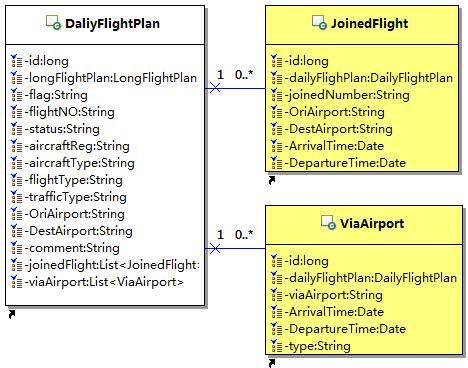 DaliyFlightPlan
-id:long
-longFlightPlan:LongFlightPlan
-flag:String
-flightNO:String
-status:String
-aircraftReg:String
-aircraftType:String
-flightType:String
-trafficType:String
-OriAirport:String
-DestAirport:String
-comment:String
-joinedFlight:List<JoinedFlight>
-viaAirport:List<ViaAirport>
1 0..*
1 0..*
JoinedFlight
-id:long
-dailyFlighPlan:DailyFlightPlan
-joinedNumber:String
-OriAirport:String
-DestAirport:String
-ArrivalTime:Date
-DepartureTime:Date
ViaAirport
-id:long
-dailyFlightPlan:DailyFlightPlan
-viaAirport:String
-ArrivalTime:Date
-DepartureTime:Date
-type:String